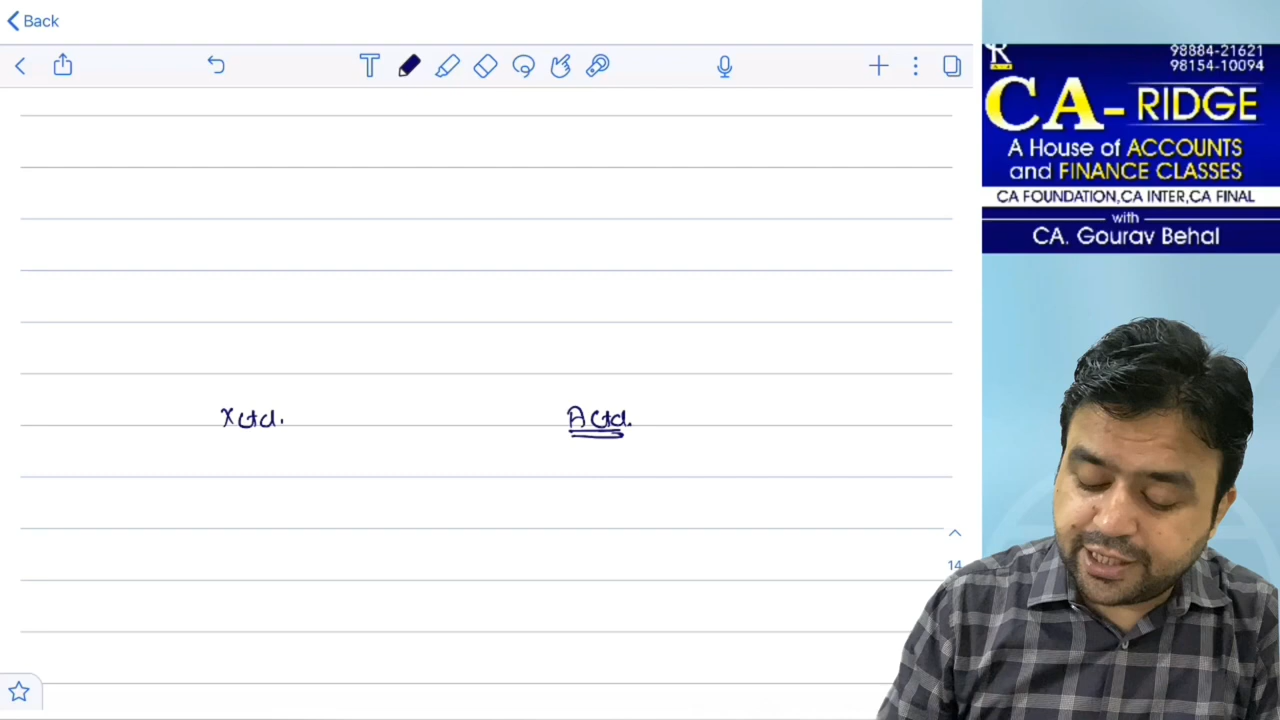 Back
T
X Ltd.
A Ltd.
14
R
98884-21621
98154-10094
CA-RIDGE
A House of ACCOUNTS
and FINANCE CLASSES
CA FOUNDATION,CA INTER,CA FINAL
with
CA. Gourav Behal